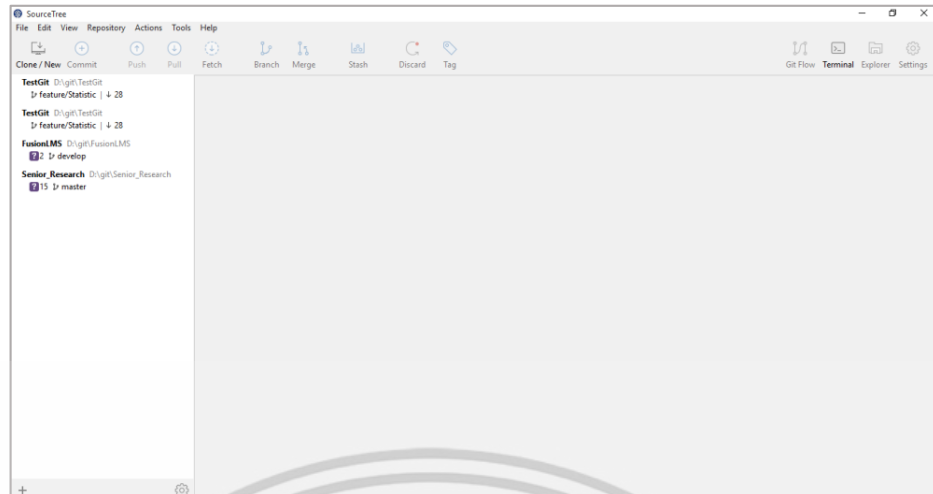 SourceTree
File Edit View Repository Actions Tools Help
Clone / New Commit Push Pull Fetch Branch Merge Stash Discard Tag Git Flow Terminal Explorer Settings
TestGit D:\git\TestGit
feature/Statistic | ↓ 28
TestGit D:\git\TestGit
feature/Statistic | ↓ 28
FusionLMS D:\git\FusionLMS
? 2 develop
Senior_Research D:\git\Senior_Research
? 15 master